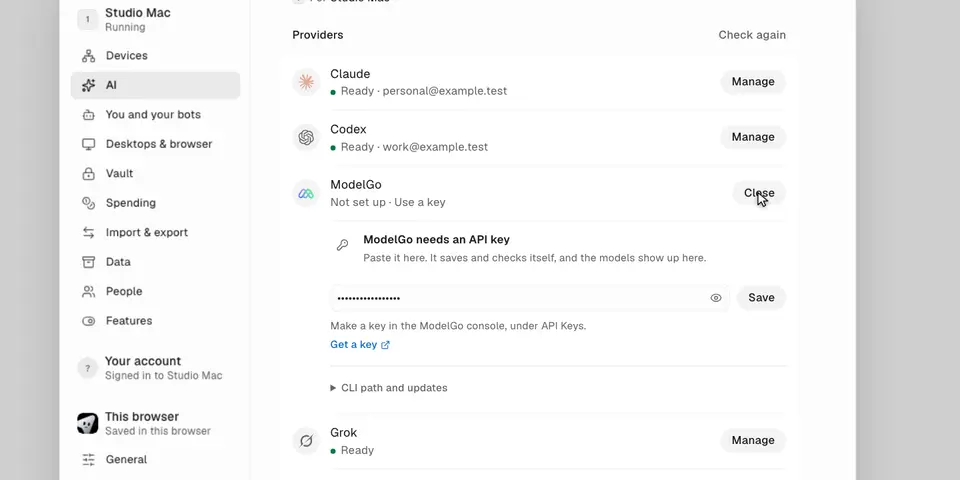 1
Studio Mac
Running
Devices
AI
You and your bots
Desktops & browser
Vault
Spending
Import & export
Data
People
Features
?
Your account
Signed in to Studio Mac
This browser
Saved in this browser
General
Studio Mac
Providers
Check again
Claude
Ready · personal@example.test
Manage
Codex
Ready · work@example.test
Manage
ModelGo
Not set up · Use a key
Close
ModelGo needs an API key
Paste it here. It saves and checks itself, and the models show up here.
•••••••••••••••••
Save
Make a key in the ModelGo console, under API Keys.
Get a key
CLI path and updates
Grok
Ready
Manage